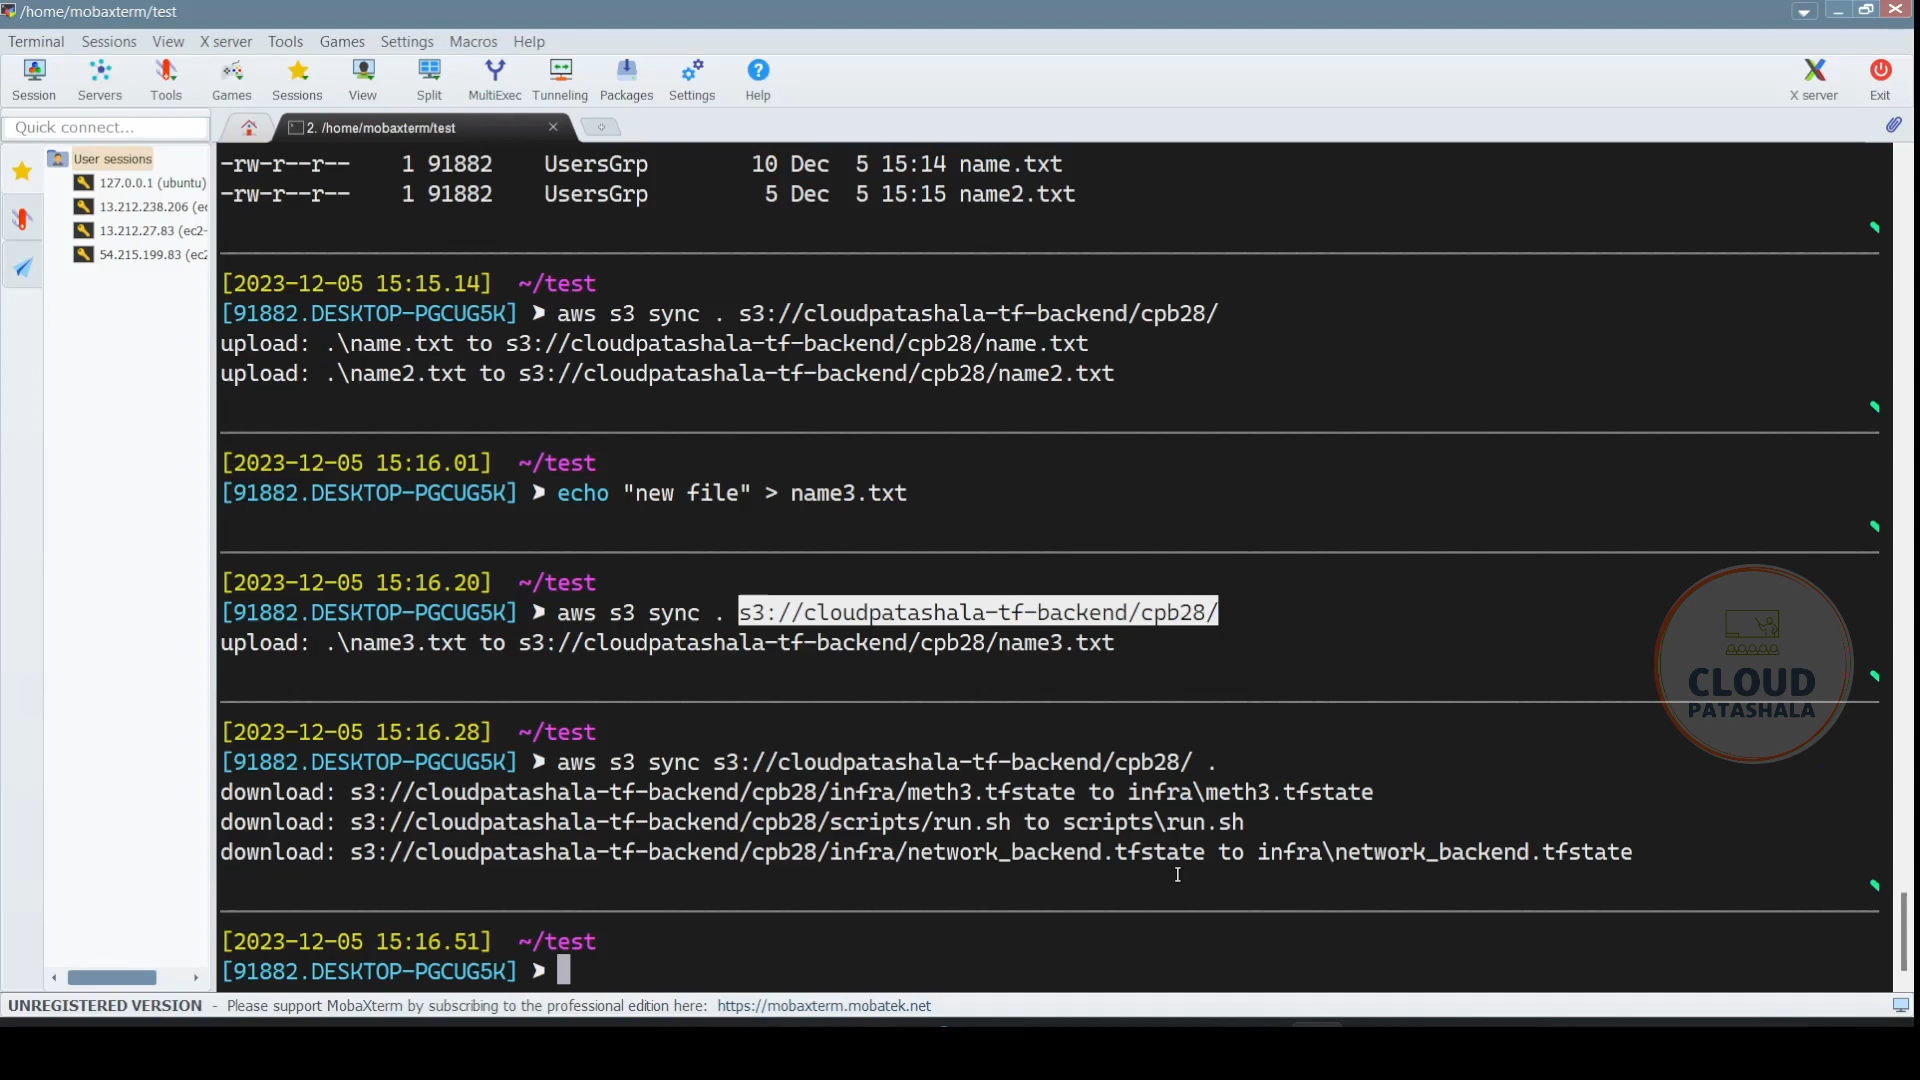 /home/mobaxterm/test
Terminal Sessions View X server Tools Games Settings Macros Help
Session Servers Tools Games Sessions View Split MultiExec Tunneling Packages Settings Help X server Exit
Quick connect...
2. /home/mobaxterm/test
User sessions
127.0.0.1 (ubuntu)
13.212.238.206 (ec
13.212.27.83 (ec2-
54.215.199.83 (ec2
-rw-r--r-- 1 91882 UsersGrp 10 Dec 5 15:14 name.txt
-rw-r--r-- 1 91882 UsersGrp 5 Dec 5 15:15 name2.txt
[2023-12-05 15:15.14] ~/test
[91882.DESKTOP-PGCUG5K] ➤ aws s3 sync . s3://cloudpatashala-tf-backend/cpb28/
upload: .\name.txt to s3://cloudpatashala-tf-backend/cpb28/name.txt
upload: .\name2.txt to s3://cloudpatashala-tf-backend/cpb28/name2.txt
[2023-12-05 15:16.01] ~/test
[91882.DESKTOP-PGCUG5K] ➤ echo "new file" > name3.txt
[2023-12-05 15:16.20] ~/test
[91882.DESKTOP-PGCUG5K] ➤ aws s3 sync . s3://cloudpatashala-tf-backend/cpb28/
upload: .\name3.txt to s3://cloudpatashala-tf-backend/cpb28/name3.txt
[2023-12-05 15:16.28] ~/test
[91882.DESKTOP-PGCUG5K] ➤ aws s3 sync s3://cloudpatashala-tf-backend/cpb28/ .
download: s3://cloudpatashala-tf-backend/cpb28/infra/meth3.tfstate to infra\meth3.tfstate
download: s3://cloudpatashala-tf-backend/cpb28/scripts/run.sh to scripts\run.sh
download: s3://cloudpatashala-tf-backend/cpb28/infra/network_backend.tfstate to infra\network_backend.tfstate
[2023-12-05 15:16.51] ~/test
[91882.DESKTOP-PGCUG5K] ➤
CLOUD
PATASHALA
UNREGISTERED VERSION - Please support MobaXterm by subscribing to the professional edition here: https://mobaxterm.mobatek.net